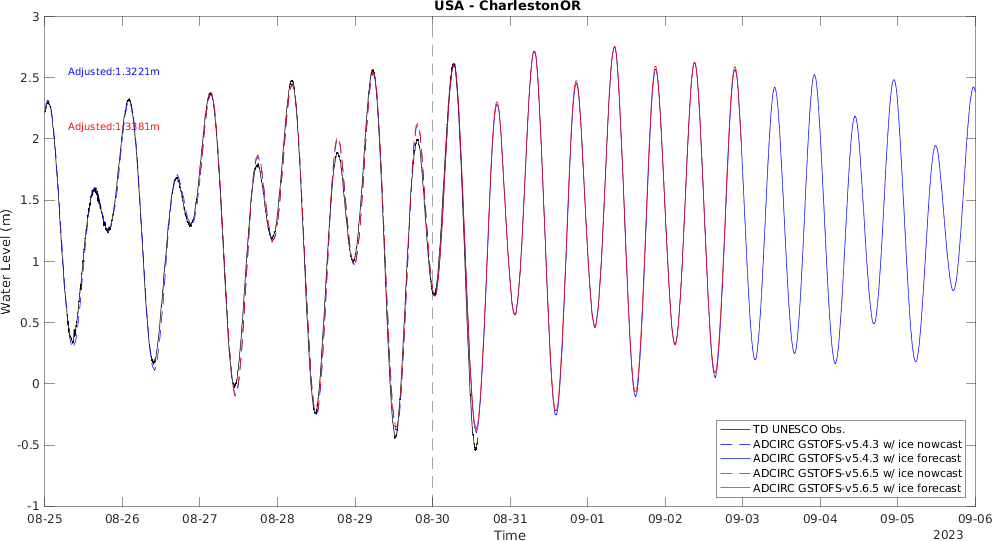 USA - CharlestonOR
3
2.5
2
1.5
1
0.5
0
-0.5
-1
Water Level (m)
Adjusted:1.3221m
Adjusted:1.3381m
TD UNESCO Obs.
ADCIRC GSTOFS-v5.4.3 w/ ice nowcast
ADCIRC GSTOFS-v5.4.3 w/ ice forecast
ADCIRC GSTOFS-v5.6.5 w/ ice nowcast
ADCIRC GSTOFS-v5.6.5 w/ ice forecast
08-25 08-26 08-27 08-28 08-29 08-30 08-31 09-01 09-02 09-03 09-04 09-05 09-06
Time
2023